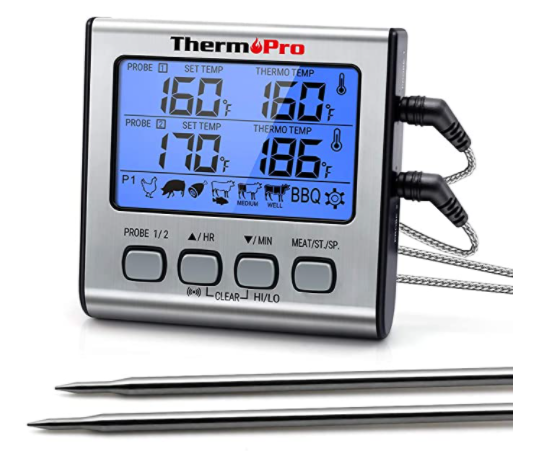 ThermoPro
PROBE 1 SET TEMP THERMO TEMP
160°F 160°F
PROBE 2 SET TEMP THERMO TEMP
170°F 186°F
P1 MEDIUM WELL BBQ
PROBE 1/2 ▲/HR ▼/MIN MEAT/ST./SP.
CLEAR HI/LO